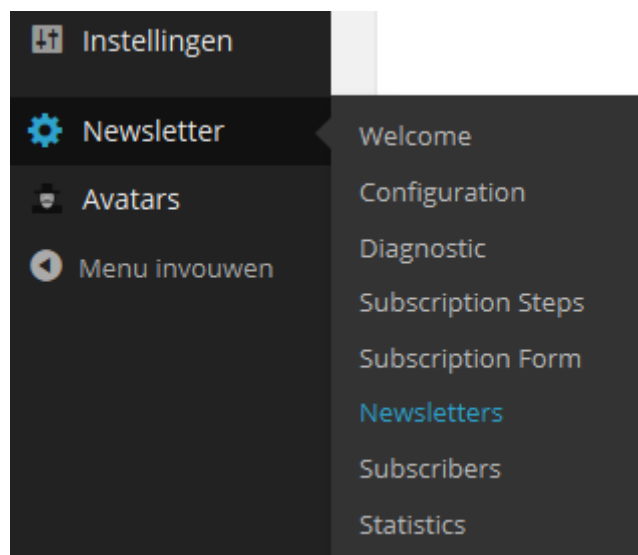 Instellingen
Newsletter
Avatars
Menu invouwen
Welcome
Configuration
Diagnostic
Subscription Steps
Subscription Form
Newsletters
Subscribers
Statistics